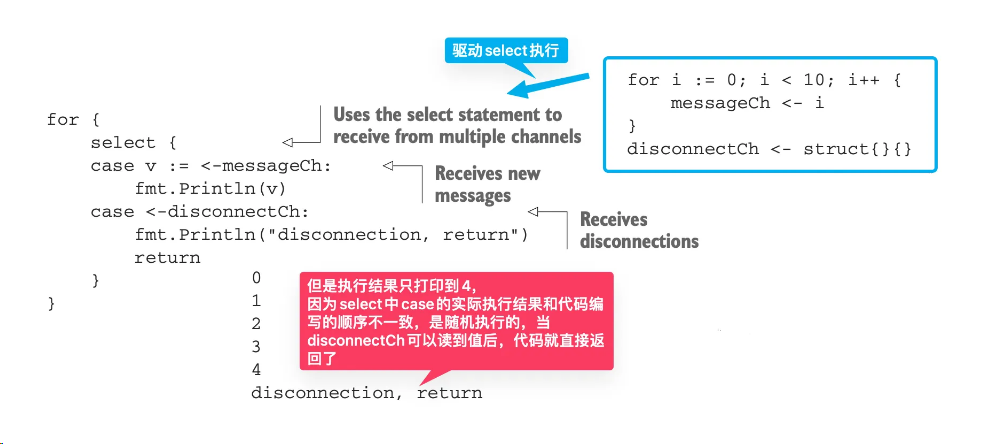 驱动select执行
for i := 0; i < 10; i++ {
messageCh <- i
}
disconnectCh <- struct{}{}
Uses the select statement to
receive from multiple channels
for {
select {
case v := <-messageCh:
Receives new
messages
fmt.Println(v)
case <-disconnectCh:
Receives
disconnections
fmt.Println("disconnection, return")
return
}
}
0
1
2
3
4
disconnection, return
但是执行结果只打印到4,
因为select中case的实际执行结果和代码编
写的顺序不一致，是随机执行的，当
disconnectCh可以读到值后，代码就直接返
回了